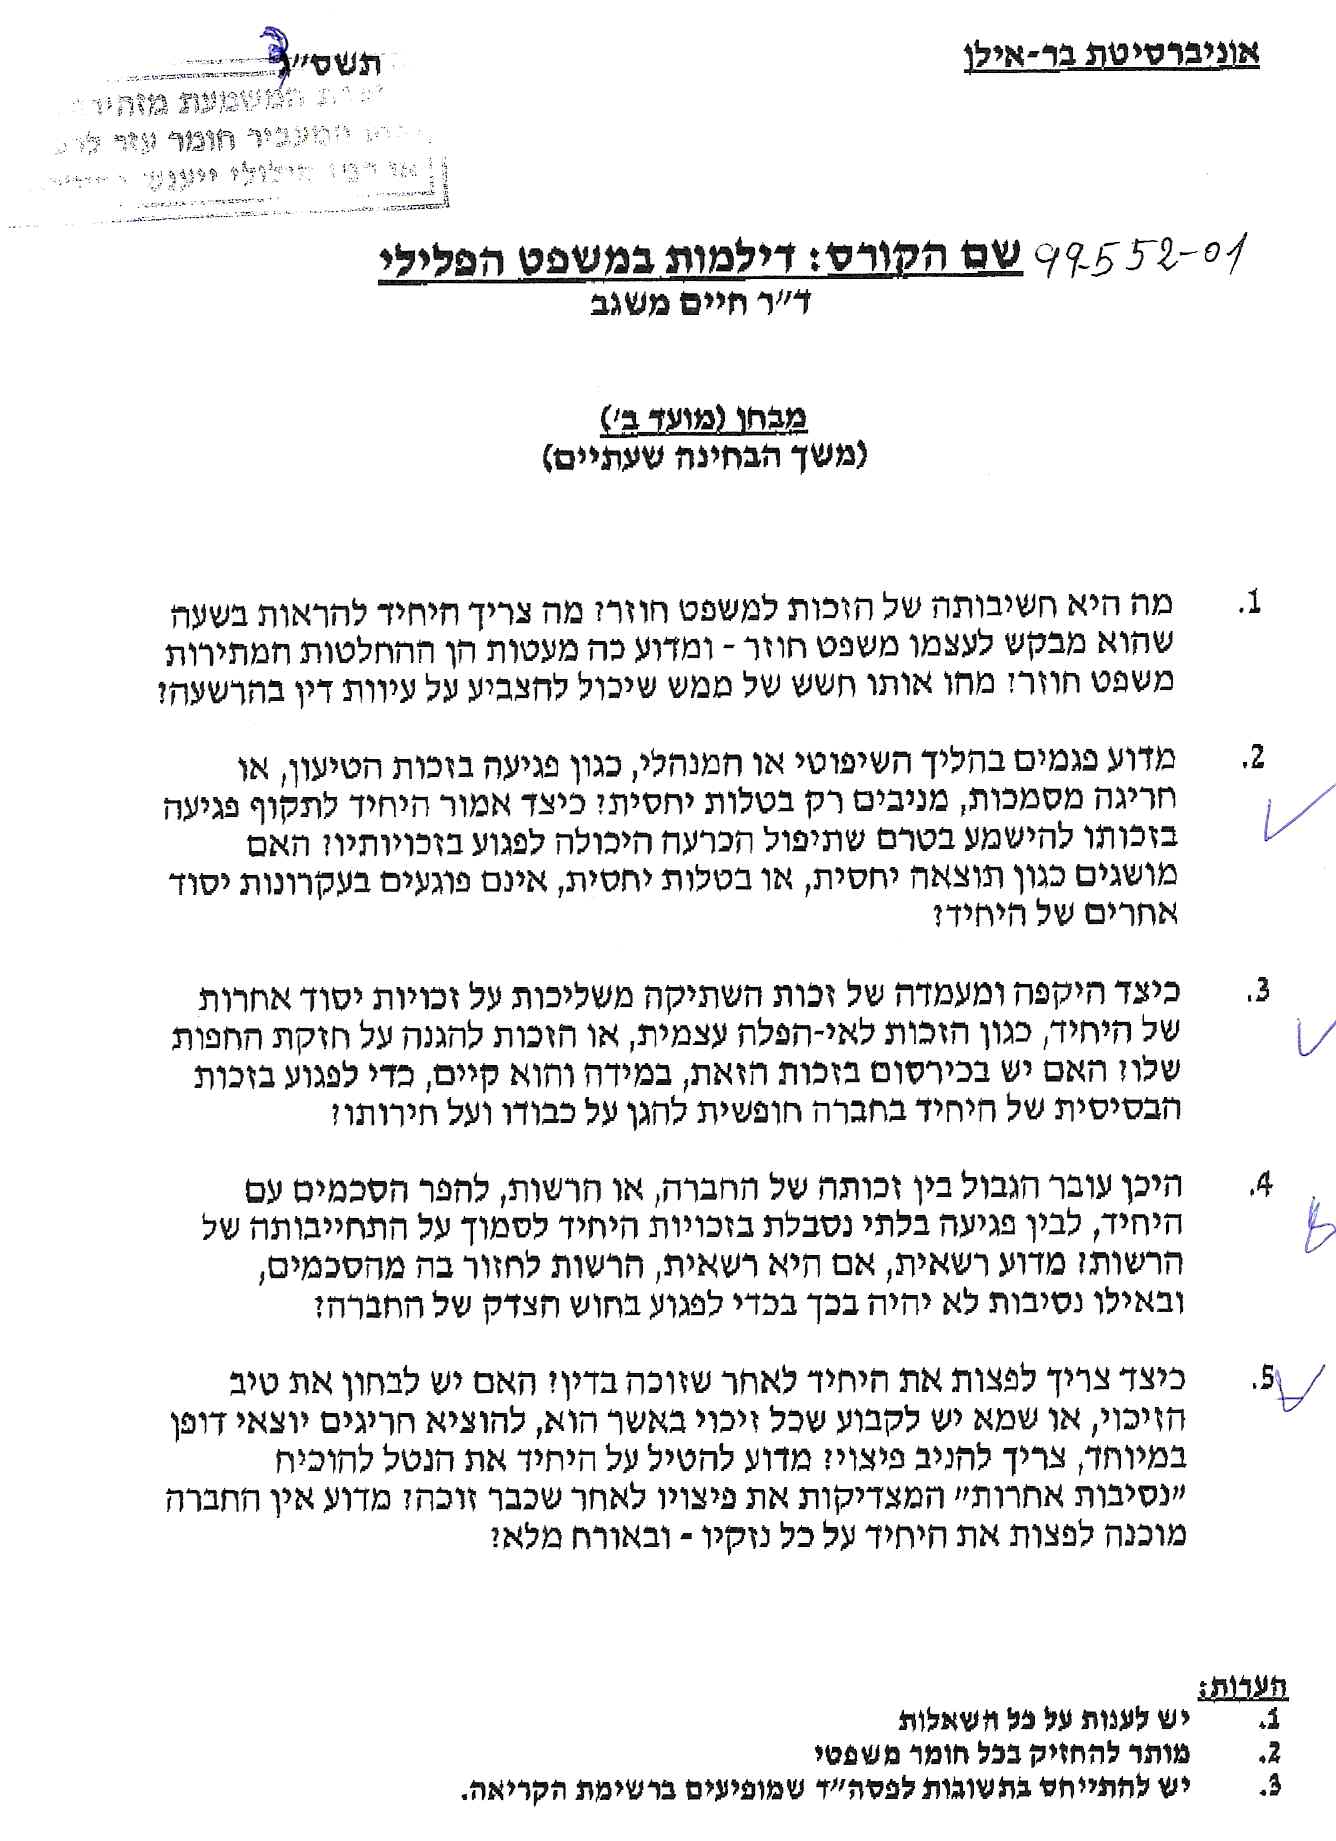 אוניברסיטת בר-אילן
תשס"ג
המשמעת מזהירה
המעביר חומר עזר
או
שם הקורס: דילמות במשפט הפלילי 99-552-01
ד"ר חיים משגב
מבחן (מועד ב')
(משך הבחינה שעתיים)
1. מה היא חשיבותה של הזכות למשפט חוזר? מה צריך היחיד להראות בשעה
שהוא מבקש לעצמו משפט חוזר - ומדוע כה מעטות הן ההחלטות המתירות
משפט חוזר? מהו אותו חשש של ממש שיכול להצביע על עיוות דין בהרשעה?
2. מדוע פגמים בהליך השיפוטי או המנהלי, כגון פגיעה בזכות הטיעון, או
חריגה מסמכות, מניבים רק בטלות יחסית? כיצד אמור היחיד לתקוף פגיעה
בזכותו להישמע בטרם שתיפול הכרעה היכולה לפגוע בזכויותיו? האם
מושגים כגון תוצאה יחסית, או בטלות יחסית, אינם פוגעים בעקרונות יסוד
אחרים של היחיד?
3. כיצד היקפה ומעמדה של זכות השתיקה משליכות על זכויות יסוד אחרות
של היחיד, כגון הזכות לאי-הפלה עצמית, או הזכות להגנה על חזקת החפות
שלו? האם יש בכירסום בזכות הזאת, במידה והוא קיים, כדי לפגוע בזכות
הבסיסית של היחיד בחברה חופשית להגן על כבודו ועל חירותו?
4. היכן עובר הגבול בין זכותה של החברה, או הרשות, להפר הסכמים עם
היחיד, לבין פגיעה בלתי נסבלת בזכויות היחיד לסמוך על התחייבותה של
הרשות? מדוע רשאית, אם היא רשאית, הרשות לחזור בה מהסכמים,
ובאילו נסיבות לא יהיה בכך בכדי לפגוע בחוש הצדק של החברה?
5. כיצד צריך לפצות את היחיד לאחר שזוכה בדין? האם יש לבחון את טיב
הזיכוי, או שמא יש לקבוע שכל זיכוי באשר הוא, להוציא חריגים יוצאי דופן
במיוחד, צריך להניב פיצוי? מדוע להטיל על היחיד את הנטל להוכיח
"נסיבות אחרות" המצדיקות את פיצויו לאחר שכבר זוכה? מדוע אין החברה
מוכנה לפצות את היחיד על כל נזקיו - ובאורח מלא?
הערות:
1. יש לענות על כל השאלות
2. מותר להחזיק בכל חומר משפטי
3. יש להתייחס בתשובות לפסה"ד שמופיעים ברשימת הקריאה.